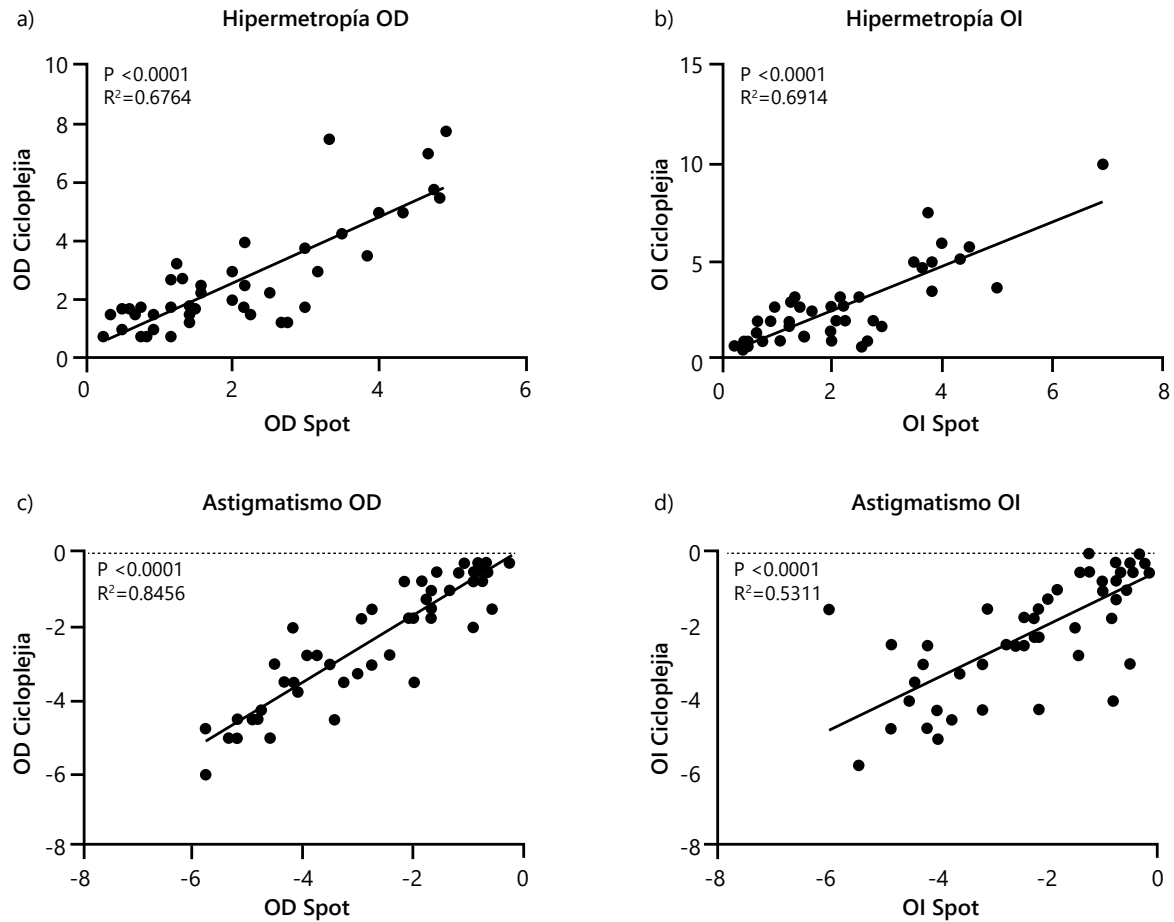 a)
Hipermetropía OD
P <0.0001
R²=0.6764
10
8
6
4
2
0
OD Cicloplejia
0 2 4 6
OD Spot
b)
Hipermetropía OI
P <0.0001
R²=0.6914
15
10
5
0
OI Cicloplejia
0 2 4 6 8
OI Spot
c)
Astigmatismo OD
P <0.0001
R²=0.8456
0
-2
-4
-6
-8
OD Cicloplejia
-8 -6 -4 -2 0
OD Spot
d)
Astigmatismo OI
P <0.0001
R²=0.5311
0
-2
-4
-6
-8
OI Cicloplejia
-8 -6 -4 -2 0
OI Spot